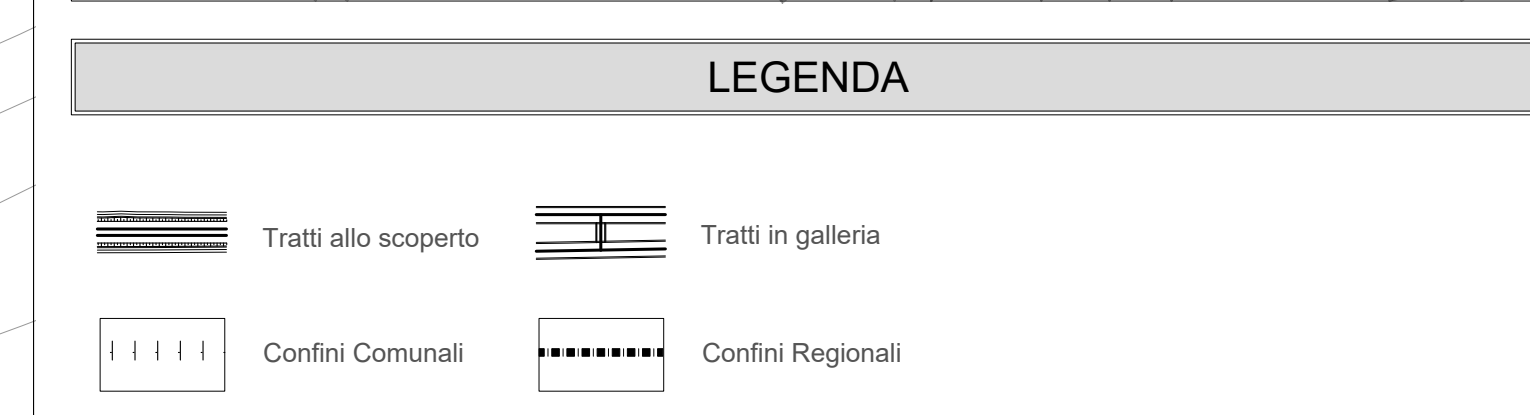 LEGENDA
Tratti allo scoperto
Tratti in galleria
Confini Comunali
Confini Regionali